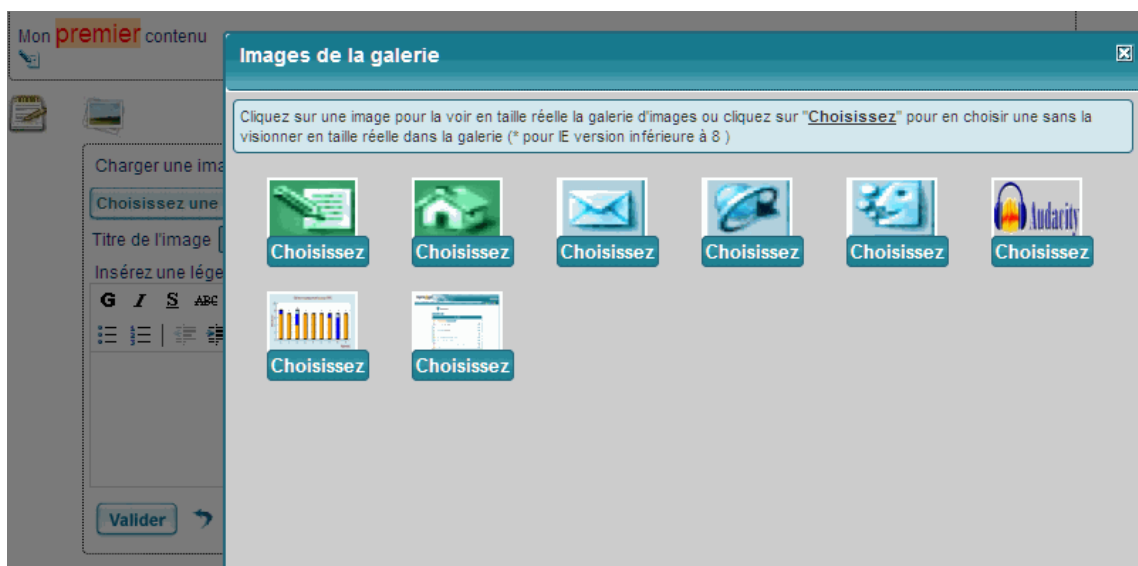 Mon premier contenu
Images de la galerie
Cliquez sur une image pour la voir en taille réelle la galerie d'images ou cliquez sur "Choisissez" pour en choisir une sans la
visionner en taille réelle dans la galerie (* pour IE version inférieure à 8 )
Charger une ima
Choisissez une
Titre de l'image
Insérez une lége
G I S ABC
Choisissez Choisissez Choisissez Choisissez Choisissez Choisissez
Audacity
Choisissez Choisissez
Valider